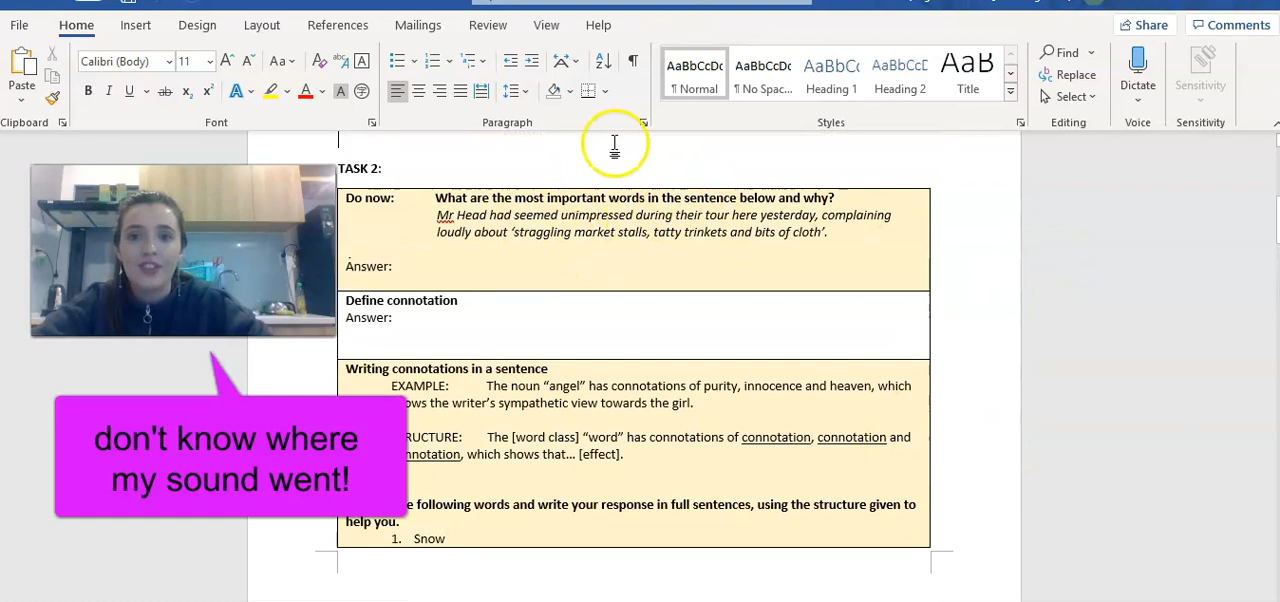 File Home Insert Design Layout References Mailings Review View Help Share Comments
Calibri (Body) 11 Aa A
Paste
B I U ab x₂ x² A A A
AaBbCcDc AaBbCcDc AaBbCc AaBbCcD AaB
¶ Normal ¶ No Spac... Heading 1 Heading 2 Title
Find
Replace
Select
Dictate
Sensitivity
Clipboard Font Paragraph Styles Editing Voice Sensitivity
TASK 2:
Do now: What are the most important words in the sentence below and why?
Mr Head had seemed unimpressed during their tour here yesterday, complaining
loudly about ‘straggling market stalls, tatty trinkets and bits of cloth’.
Answer:
Define connotation
Answer:
Writing connotations in a sentence
EXAMPLE: The noun “angel” has connotations of purity, innocence and heaven, which
ows the writer’s sympathetic view towards the girl.
RUCTURE: The [word class] “word” has connotations of connotation, connotation and
nnotation, which shows that… [effect].
e following words and write your response in full sentences, using the structure given to
help you.
1. Snow
don't know where
my sound went!